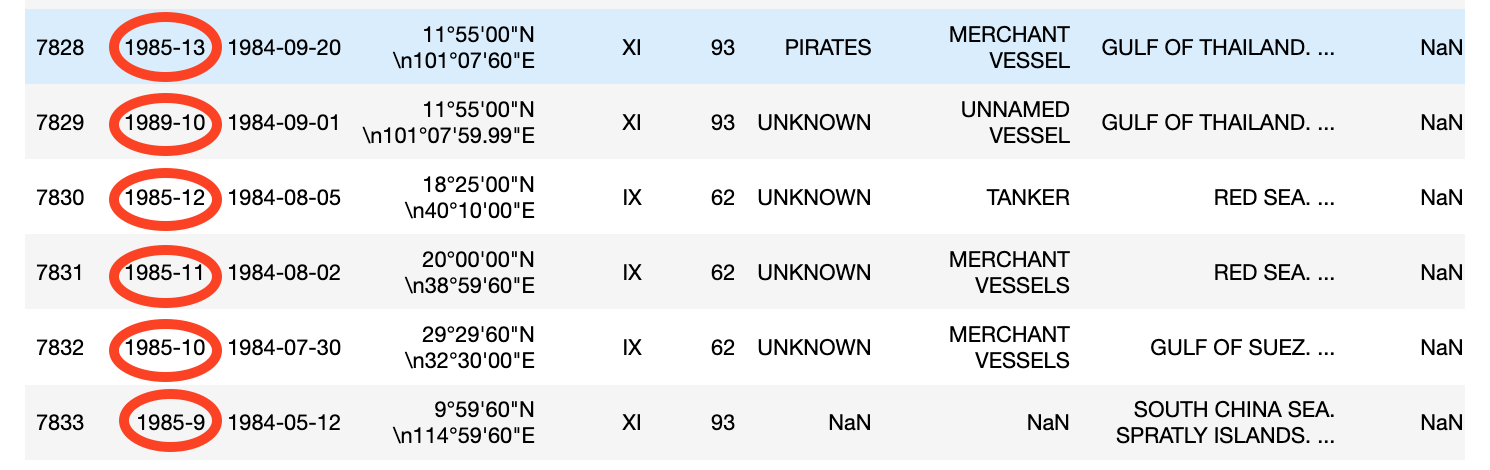 7828 1985-13 1984-09-20 11°55'00"N \n101°07'60"E XI 93 PIRATES MERCHANT VESSEL GULF OF THAILAND. ... NaN
7829 1989-10 1984-09-01 11°55'00"N \n101°07'59.99"E XI 93 UNKNOWN UNNAMED VESSEL GULF OF THAILAND. ... NaN
7830 1985-12 1984-08-05 18°25'00"N \n40°10'00"E IX 62 UNKNOWN TANKER RED SEA. ... NaN
7831 1985-11 1984-08-02 20°00'00"N \n38°59'60"E IX 62 UNKNOWN MERCHANT VESSELS RED SEA. ... NaN
7832 1985-10 1984-07-30 29°29'60"N \n32°30'00"E IX 62 UNKNOWN MERCHANT VESSELS GULF OF SUEZ. ... NaN
7833 1985-9 1984-05-12 9°59'60"N \n114°59'60"E XI 93 NaN NaN SOUTH CHINA SEA. SPRATLY ISLANDS. ... NaN